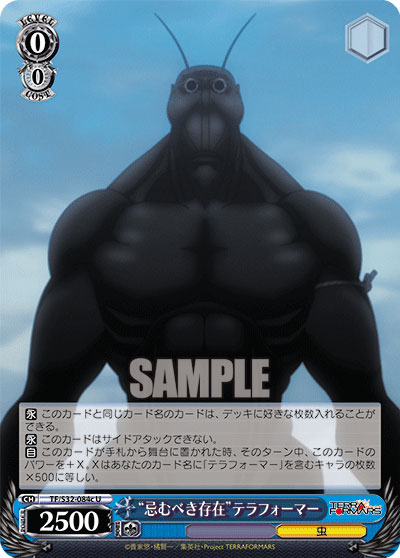 LEVEL
0
0
COST
SAMPLE
永 このカードと同じカード名のカードは、デッキに好きな枚数入れることが
できる。
永 このカードはサイドアタックできない。
自 このカードが手札から舞台に置かれた時、そのターン中、このカードの
パワーを+X。Xはあなたのカード名に「テラフォーマー」を含むキャラの枚数
×500に等しい。
CH TF/S32-084c U
“忌むべき存在”テラフォーマー
TERRA FORMARS
POWER
2500
虫
©貴家悠・橘賢一/集英社・Project TERRAFORMARS